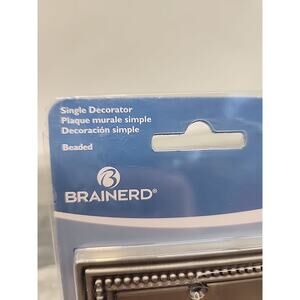 Single Decorator
Plaque murale simple
Decoración simple
Beaded
BRAINERD®